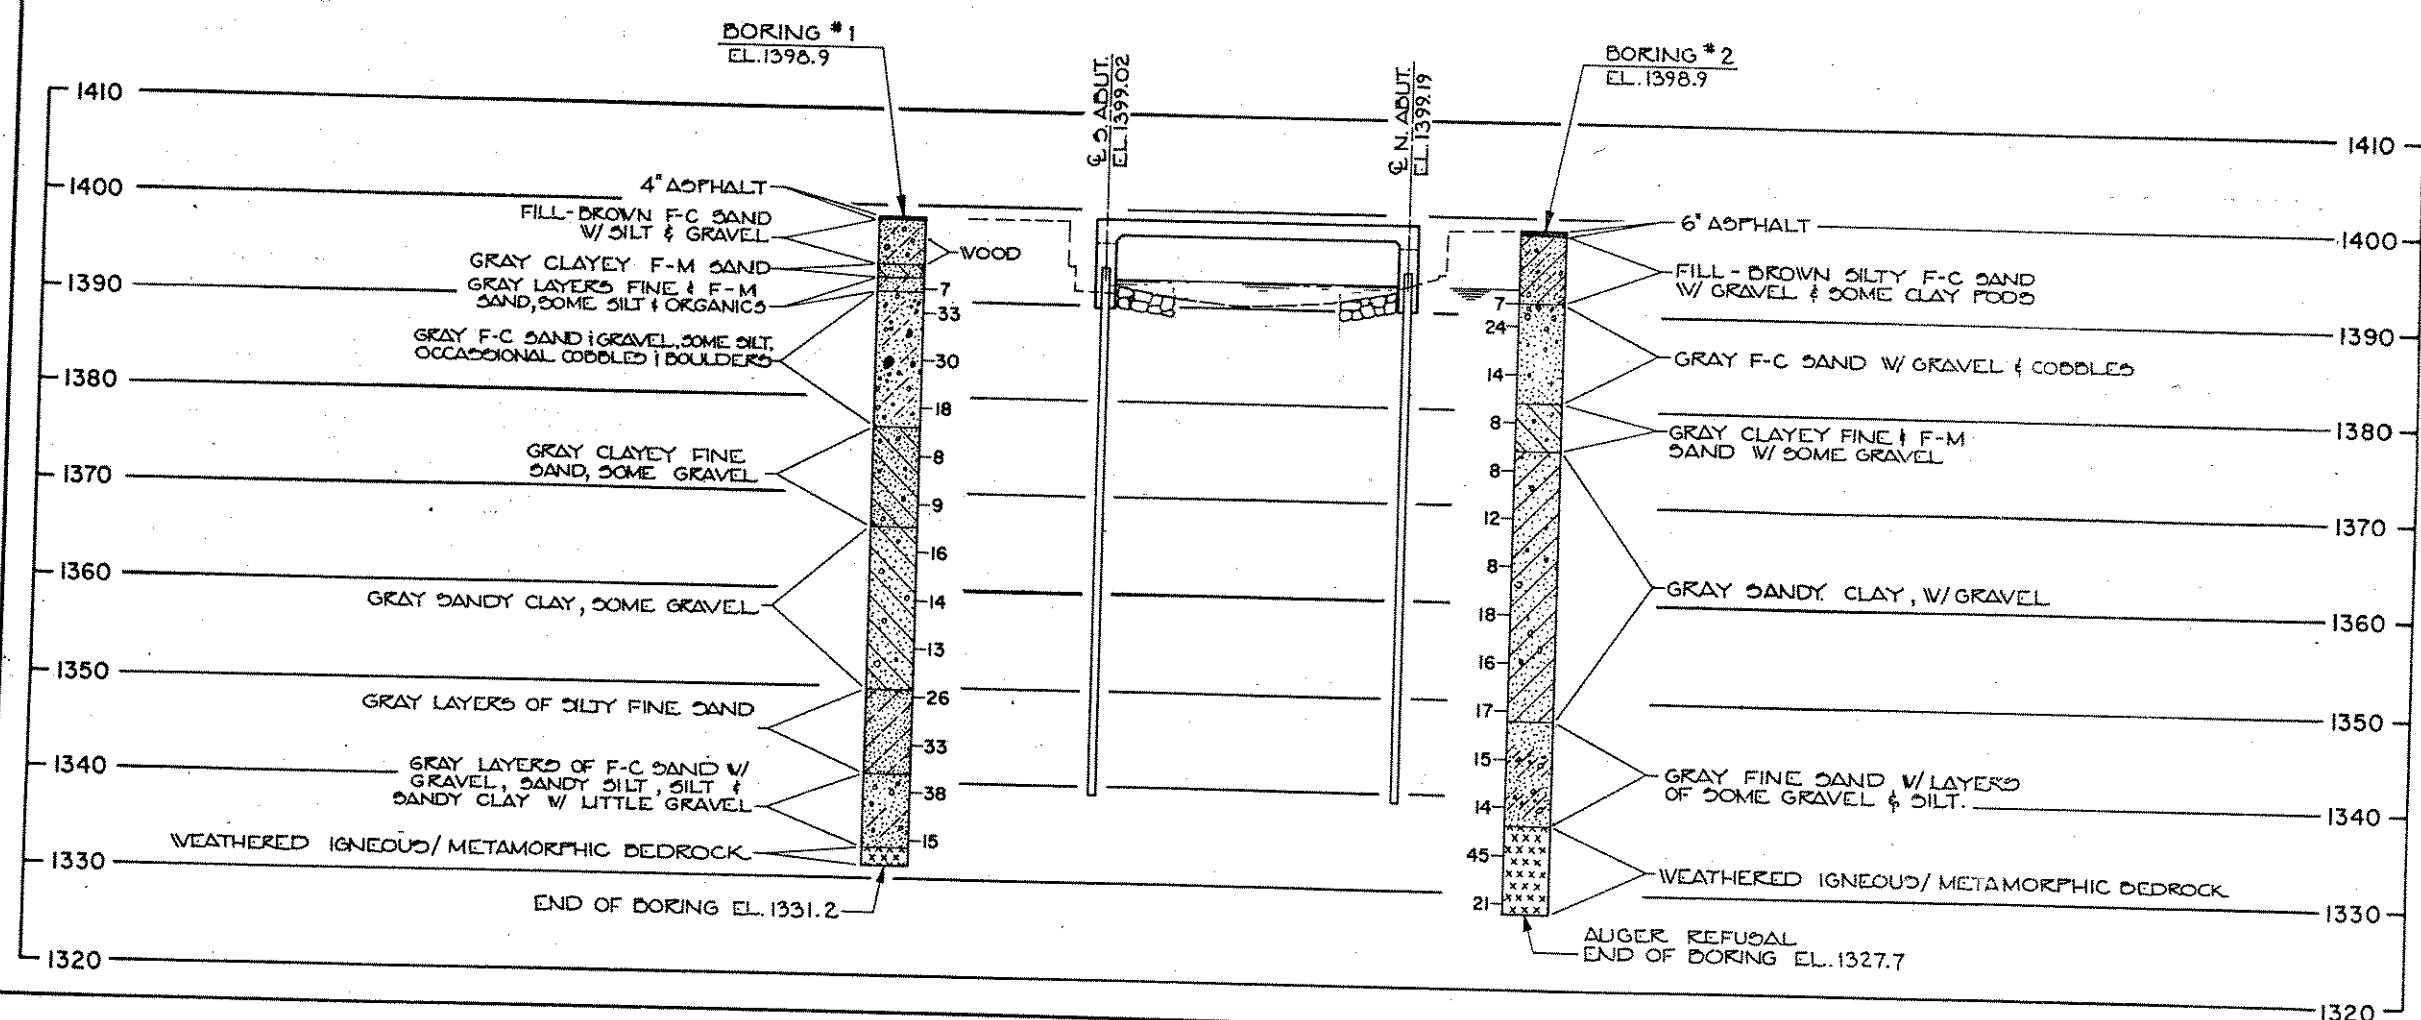 BORING #1
EL.1398.9
BORING #2
EL.1398.9
℄ S. ABUT.
EL.1399.02
℄ N. ABUT.
EL.1399.19
1410
1400
1390
1380
1370
1360
1350
1340
1330
1320
4" ASPHALT
FILL-BROWN F-C SAND
W/ SILT & GRAVEL
GRAY CLAYEY F-M SAND
GRAY LAYERS FINE & F-M
SAND, SOME SILT & ORGANICS
GRAY F-C SAND & GRAVEL, SOME SILT,
OCCASSIONAL COBBLES & BOULDERS
GRAY CLAYEY FINE
SAND, SOME GRAVEL
GRAY SANDY CLAY, SOME GRAVEL
GRAY LAYERS OF SILTY FINE SAND
GRAY LAYERS OF F-C SAND W/
GRAVEL, SANDY SILT, SILT &
SANDY CLAY W/ LITTLE GRAVEL
WEATHERED IGNEOUS/METAMORPHIC BEDROCK
END OF BORING EL.1331.2
WOOD
7
33
30
18
8
9
16
14
13
26
33
38
15
7
24
14
8
8
12
8
18
16
17
15
14
45
21
6" ASPHALT
FILL-BROWN SILTY F-C SAND
W/ GRAVEL & SOME CLAY PODS
GRAY F-C SAND W/ GRAVEL & COBBLES
GRAY CLAYEY FINE & F-M
SAND W/ SOME GRAVEL
GRAY SANDY CLAY, W/ GRAVEL
GRAY FINE SAND W/ LAYERS
OF SOME GRAVEL & SILT.
WEATHERED IGNEOUS/METAMORPHIC BEDROCK
AUGER REFUSAL
END OF BORING EL.1327.7
1410
1400
1390
1380
1370
1360
1350
1340
1330
1320